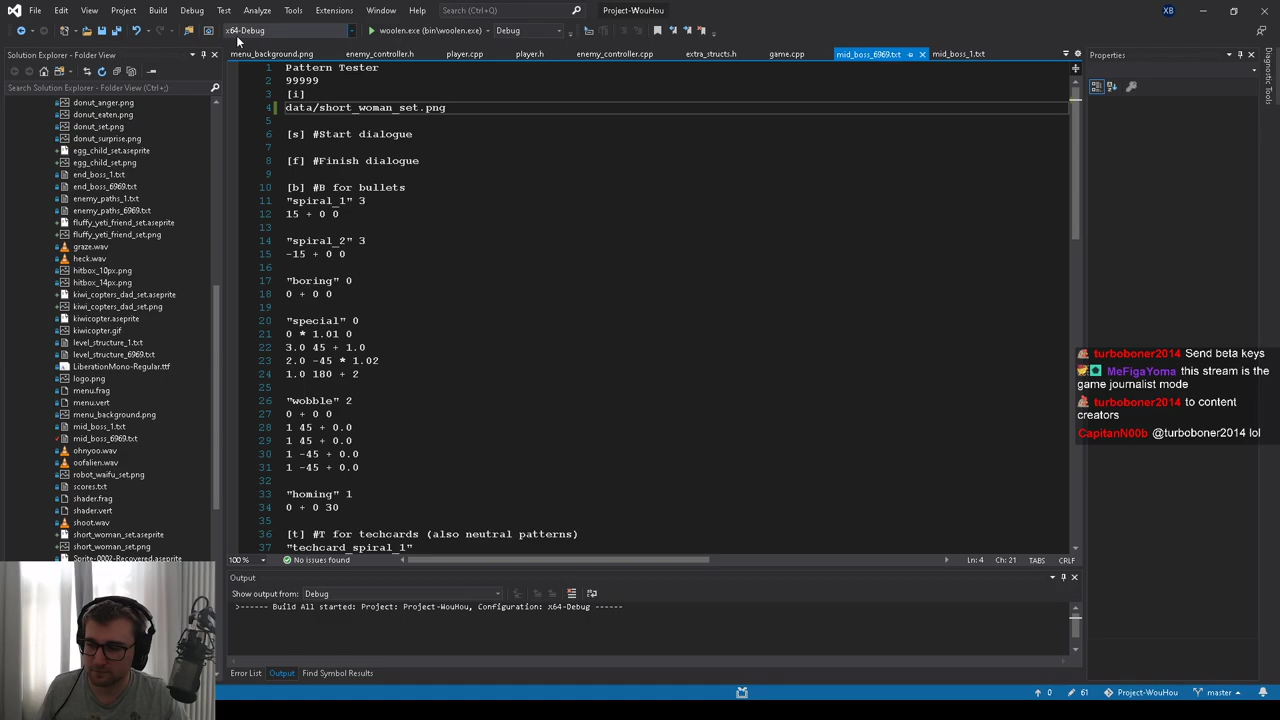 File Edit View Project Build Debug Test Analyze Tools Extensions Window Help Search (Ctrl+Q) Project-WouHou XB
x64-Debug woolen.exe (bin\woolen.exe) Debug
Solution Explorer - Folder View
Search Solution Explorer - Folder View (Ctrl+;)
donut_anger.png
donut_eaten.png
donut_set.png
donut_surprise.png
egg_child_set.aseprite
egg_child_set.png
end_boss_1.txt
end_boss_6969.txt
enemy_paths_1.txt
enemy_paths_6969.txt
fluffy_yeti_friend_set.aseprite
fluffy_yeti_friend_set.png
graze.wav
heck.wav
hitbox_10px.png
hitbox_14px.png
kiwi_copters_dad_set.aseprite
kiwi_copters_dad_set.png
kiwicopter.aseprite
kiwicopter.gif
level_structure_1.txt
level_structure_6969.txt
LiberationMono-Regular.ttf
logo.png
menu.frag
menu.vert
menu_background.png
mid_boss_1.txt
mid_boss_6969.txt
ohnyoo.wav
oofalien.wav
robot_waifu_set.png
scores.txt
shader.frag
shader.vert
shoot.wav
short_woman_set.aseprite
short_woman_set.png
Sprite-0002-Recovered.aseprite
menu_background.png enemy_controller.h player.cpp player.h enemy_controller.cpp extra_structs.h game.cpp mid_boss_6969.txt mid_boss_1.txt
1 Pattern Tester
2 99999
3 [i]
4 data/short_woman_set.png
5
6 [s] #Start dialogue
7
8 [f] #Finish dialogue
9
10 [b] #B for bullets
11 "spiral_1" 3
12 15 + 0 0
13
14 "spiral_2" 3
15 -15 + 0 0
16
17 "boring" 0
18 0 + 0 0
19
20 "special" 0
21 0 * 1.01 0
22 3.0 45 + 1.0
23 2.0 -45 * 1.02
24 1.0 180 + 2
25
26 "wobble" 2
27 0 + 0 0
28 1 45 + 0.0
29 1 45 + 0.0
30 1 -45 + 0.0
31 1 -45 + 0.0
32
33 "homing" 1
34 0 + 0 30
35
36 [t] #T for techcards (also neutral patterns)
37 "techcard_spiral_1"
100 % No issues found Ln: 4 Ch: 21 TABS CRLF
Output
Show output from: Debug
>------ Build All started: Project: Project-WouHou, Configuration: x64-Debug ------
Error List Output Find Symbol Results
Properties
Diagnostic Tools
turboboner2014 Send beta keys
MeFigaYoma this stream is the
game journalist mode
turboboner2014 to content
creators
CapitanN00b @turboboner2014 lol
0 61 Project-WouHou master